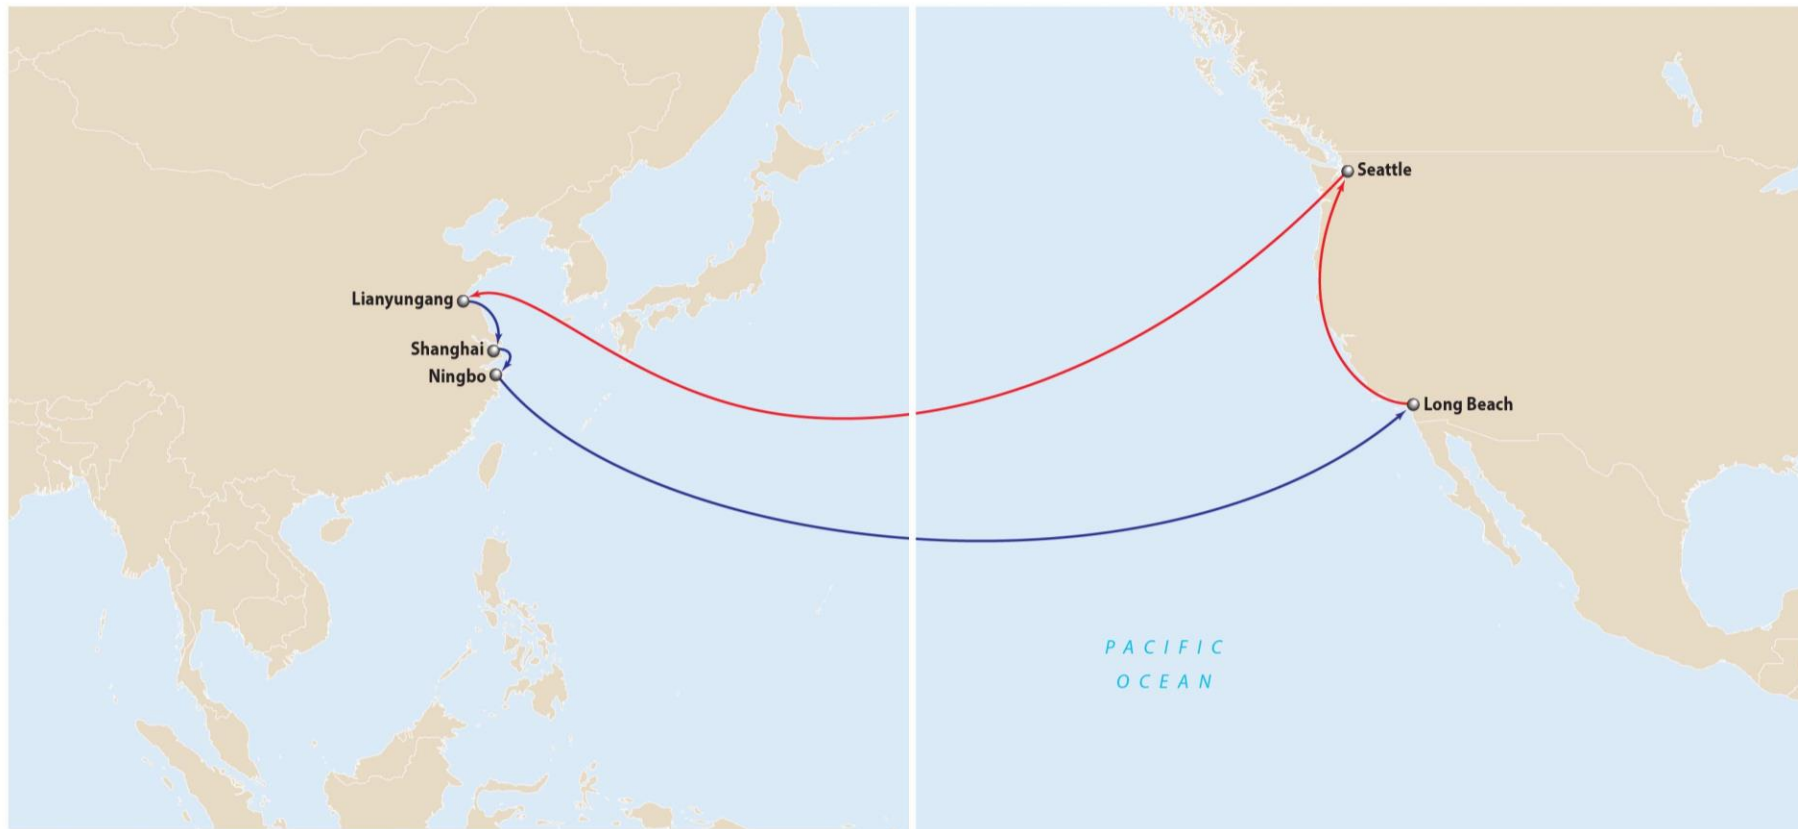 Seattle
Lianyungang
Shanghai
Ningbo
Long Beach
PACIFIC
OCEAN